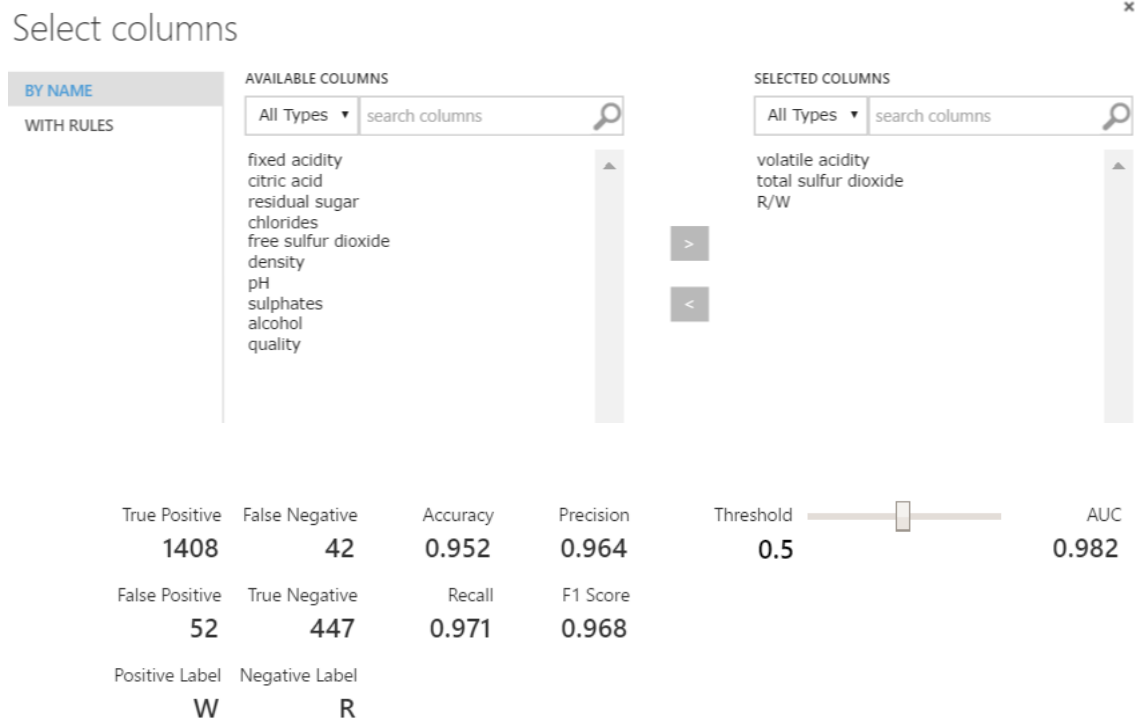 ×
Select columns
BY NAME
WITH RULES
AVAILABLE COLUMNS
All Types ▼ search columns
fixed acidity
citric acid
residual sugar
chlorides
free sulfur dioxide
density
pH
sulphates
alcohol
quality
>
<
SELECTED COLUMNS
All Types ▼ search columns
volatile acidity
total sulfur dioxide
R/W
True Positive False Negative Accuracy Precision Threshold AUC
1408 42 0.952 0.964 0.5 0.982
False Positive True Negative Recall F1 Score
52 447 0.971 0.968
Positive Label Negative Label
W R